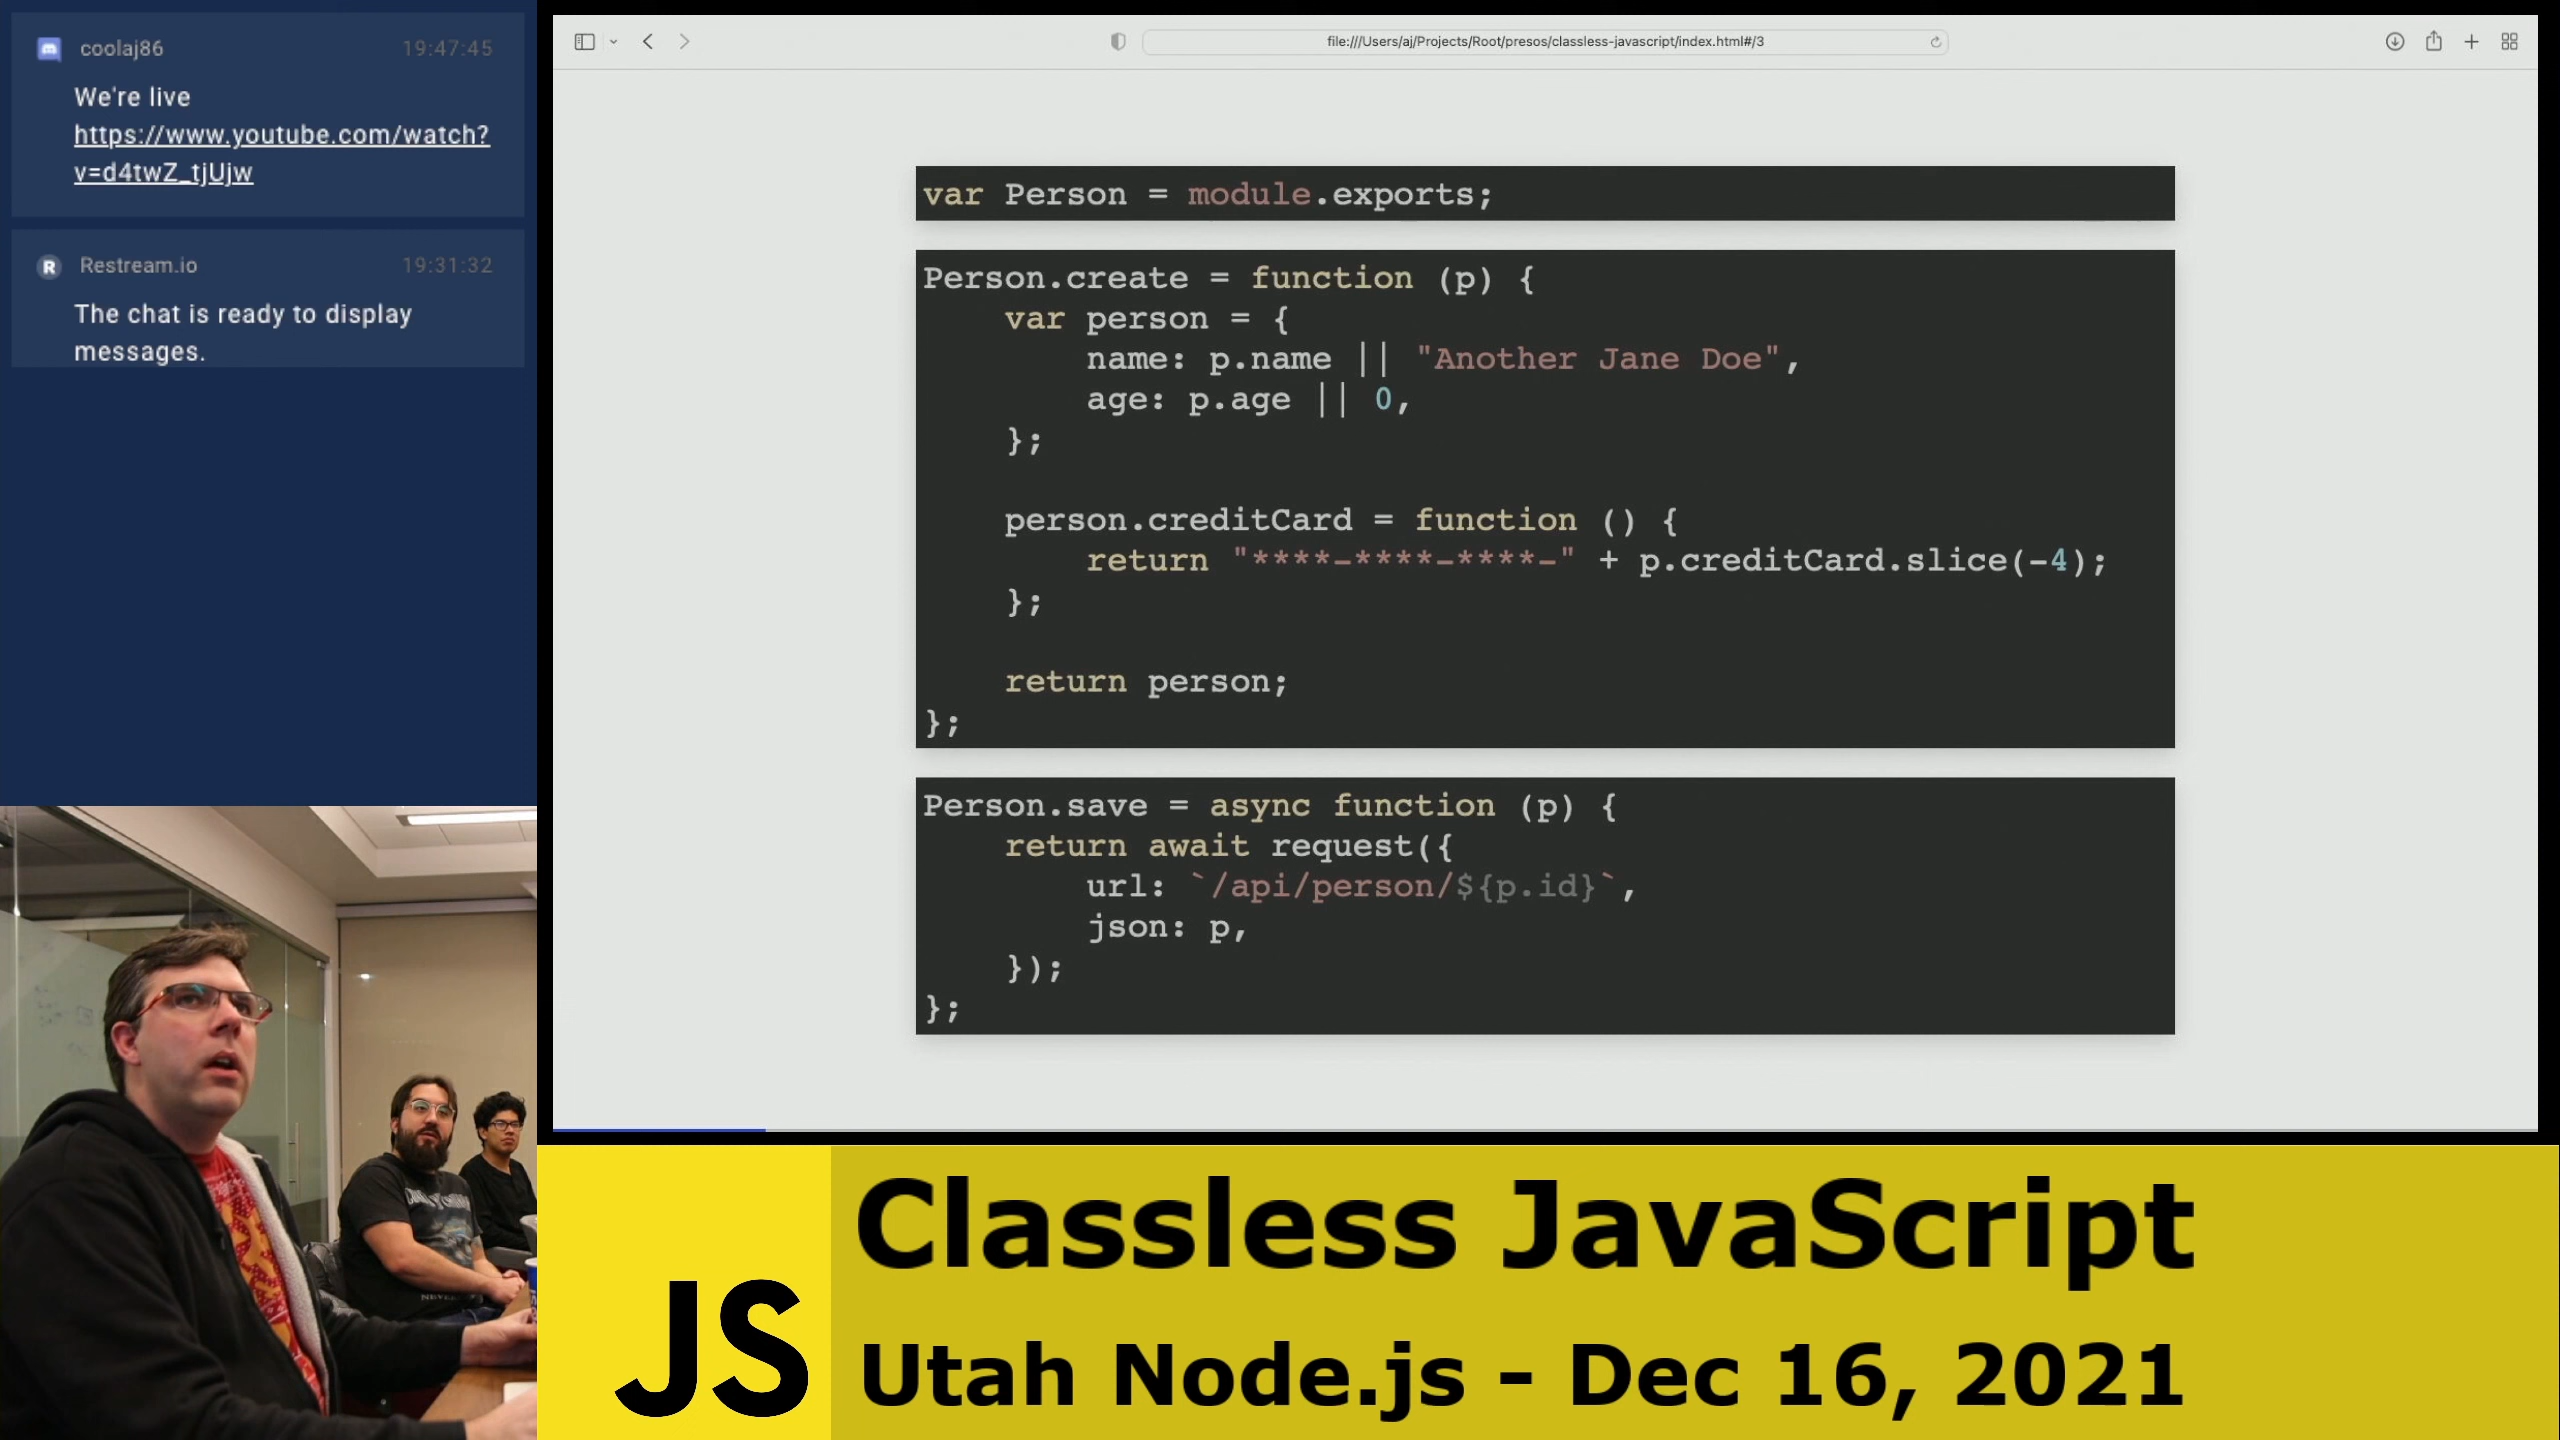 coolaj86 19:47:45
We're live
https://www.youtube.com/watch?
v=d4twZ_tjUjw
R Restream.io 19:31:32
The chat is ready to display
messages.
file:///Users/aj/Projects/Root/presos/classless-javascript/index.html#/3
var Person = module.exports;
Person.create = function (p) {
    var person = {
        name: p.name || "Another Jane Doe",
        age: p.age || 0,
    };
    person.creditCard = function () {
        return "****-****-****-" + p.creditCard.slice(-4);
    };
    return person;
};
Person.save = async function (p) {
    return await request({
        url: `/api/person/${p.id}`,
        json: p,
    });
};
JS
Classless JavaScript
Utah Node.js - Dec 16, 2021